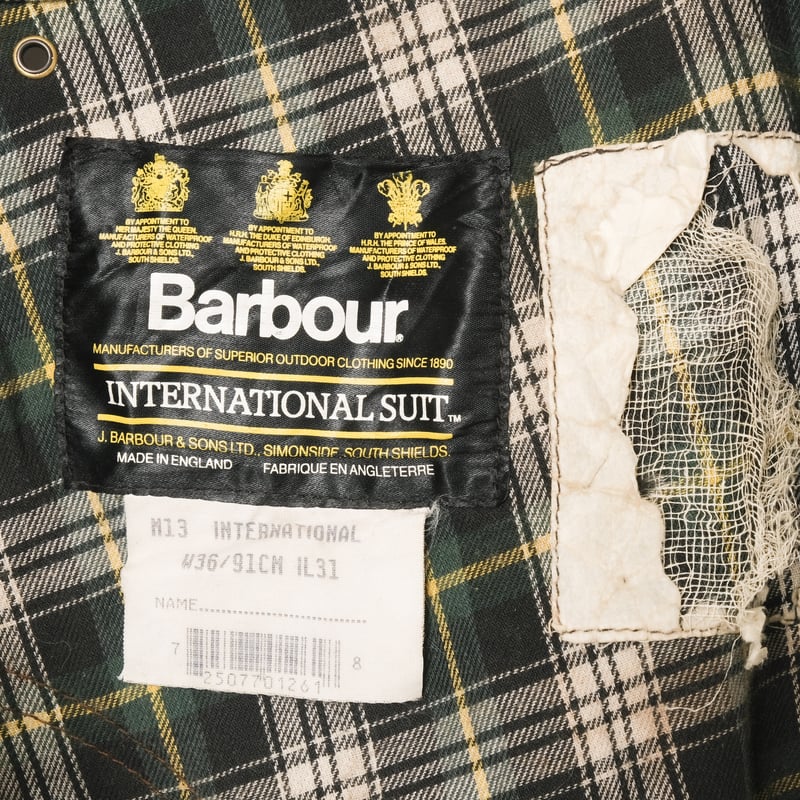 BY APPOINTMENT TO
HER MAJESTY THE QUEEN,
MANUFACTURERS OF WATERPROOF
AND PROTECTIVE CLOTHING
J. BARBOUR & SONS LTD.,
SOUTH SHIELDS.
BY APPOINTMENT TO
H.R.H. THE DUKE OF EDINBURGH,
MANUFACTURERS OF WATERPROOF
AND PROTECTIVE CLOTHING
J. BARBOUR & SONS LTD.,
SOUTH SHIELDS.
BY APPOINTMENT TO
H.R.H. THE PRINCE OF WALES,
MANUFACTURERS OF WATERPROOF
AND PROTECTIVE CLOTHING
J. BARBOUR & SONS LTD.,
SOUTH SHIELDS.
Barbour®
MANUFACTURERS OF SUPERIOR OUTDOOR CLOTHING SINCE 1890
INTERNATIONAL SUIT™
J. BARBOUR & SONS LTD., SIMONSIDE, SOUTH SHIELDS.
MADE IN ENGLAND FABRIQUE EN ANGLETERRE
M13 INTERNATIONAL
W36/91CM IL31
NAME
7 2507701261 8